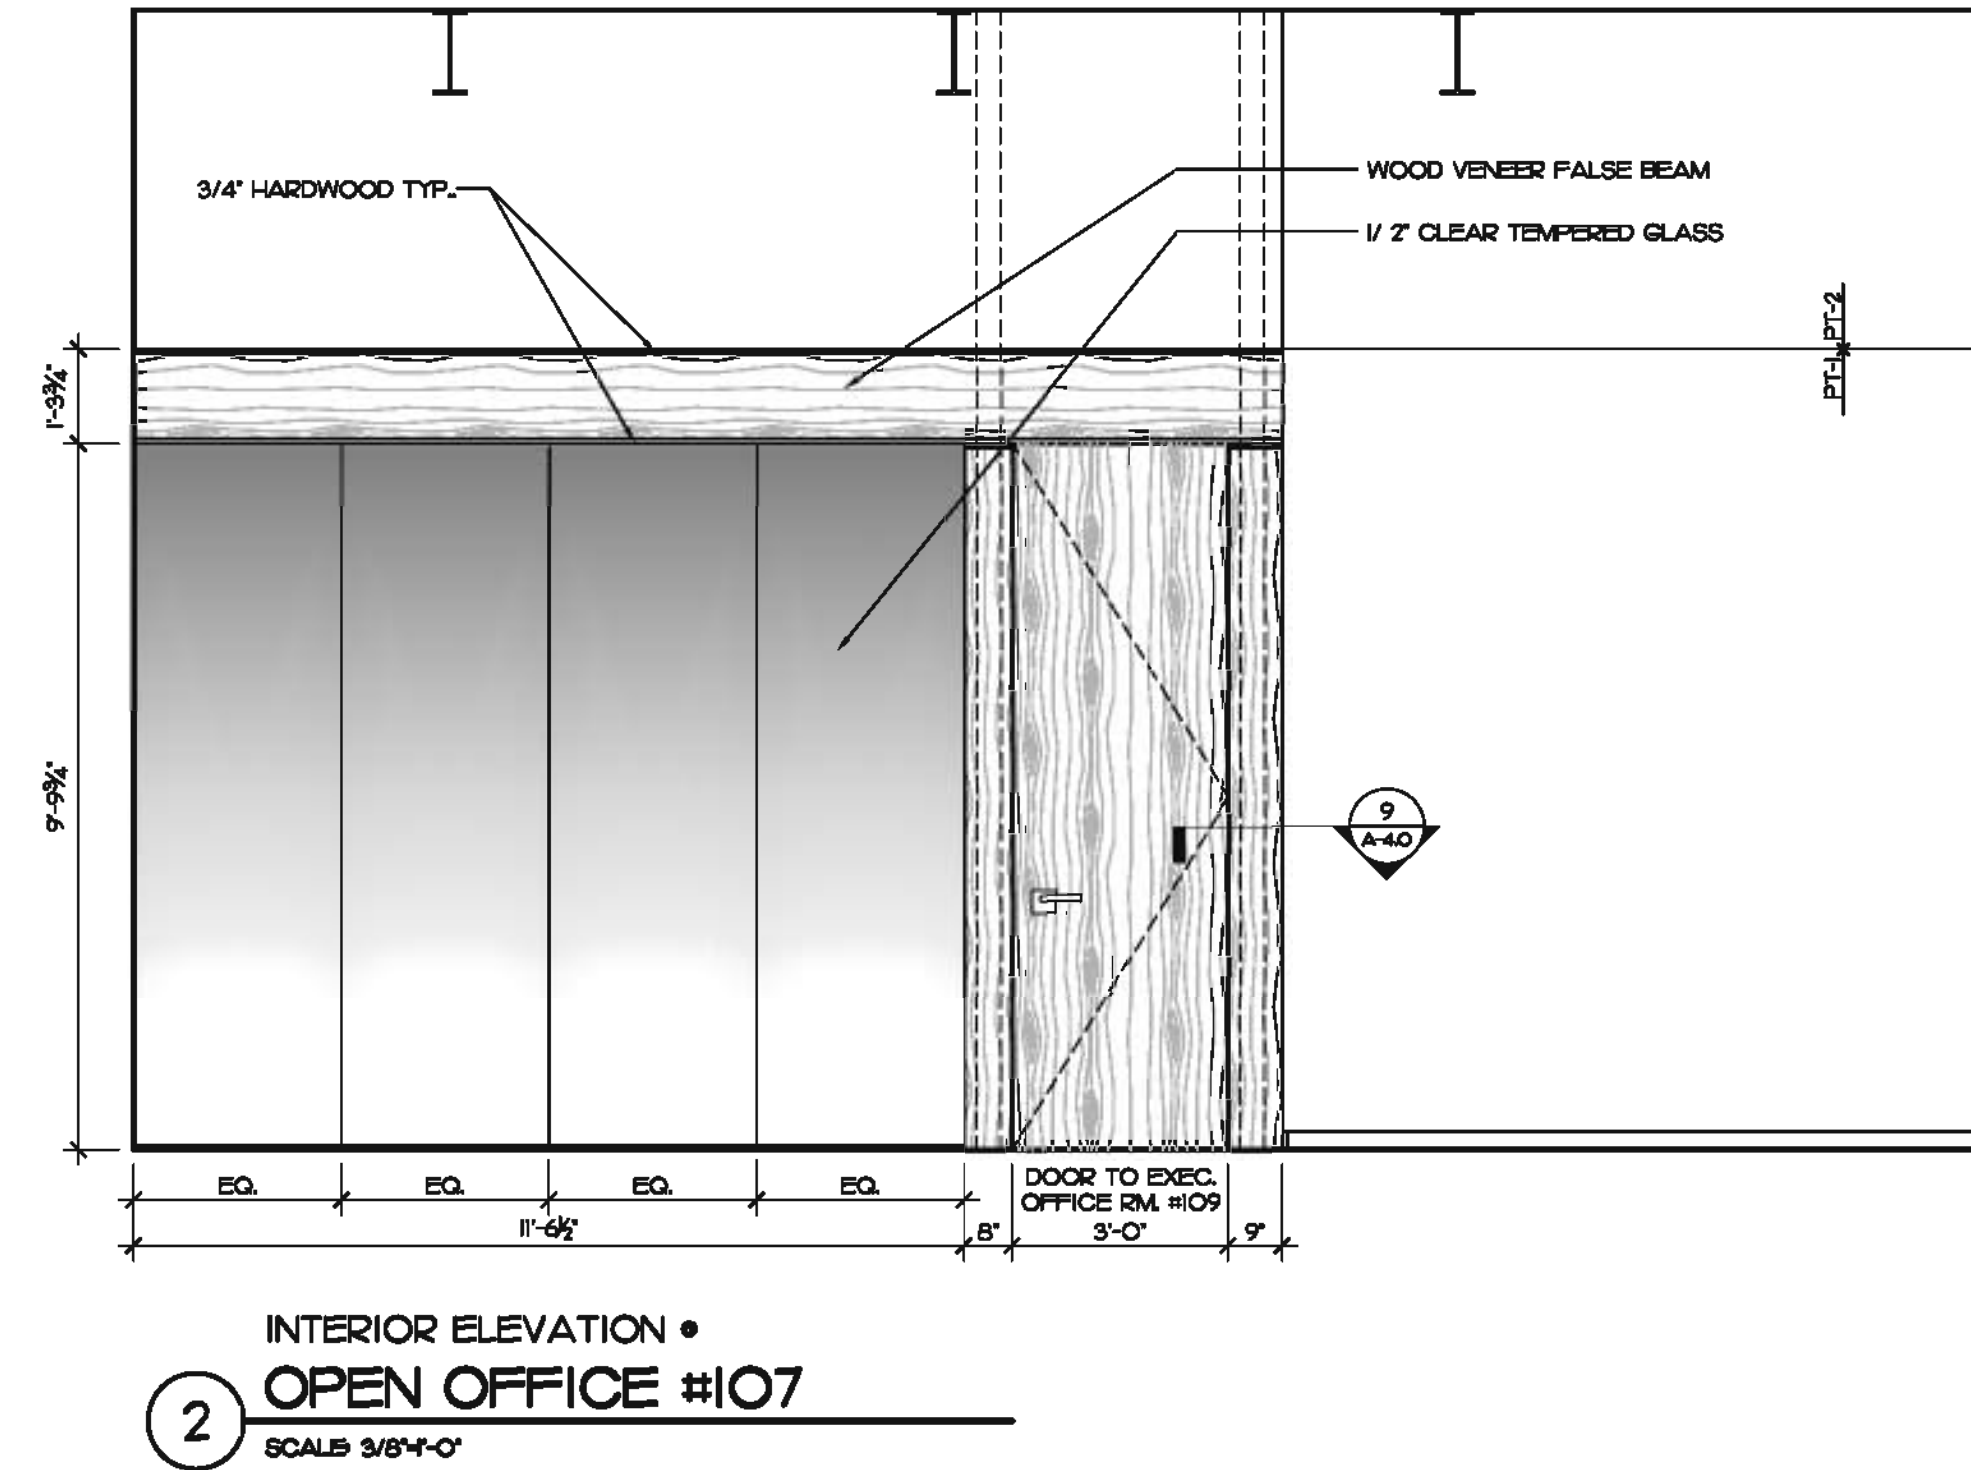 3/4" HARDWOOD TYP.
WOOD VENEER FALSE BEAM
1/2" CLEAR TEMPERED GLASS
PT-2
PT-1
1'-3¾"
9'-9¾"
9
A-4.0
EQ. EQ. EQ. EQ.
DOOR TO EXEC.
OFFICE RM. #109
11'-6½" 8" 3'-0" 9"
INTERIOR ELEVATION •
2 OPEN OFFICE #107
SCALE: 3/8"=1'-0"